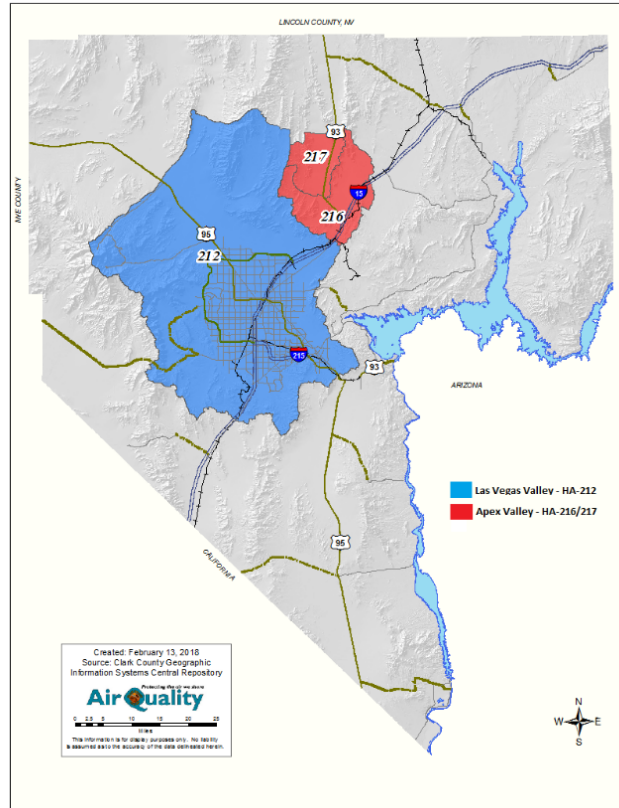 LINCOLN COUNTY, NV
NYE COUNTY
93
217
15
216
95
212
215
93
ARIZONA
Las Vegas Valley - HA-212
Apex Valley - HA-216/217
95
CALIFORNIA
Created: February 13, 2018
Source: Clark County Geographic
Information Systems Central Repository
Protecting the air we share
Air Quality
0 2.5 5 10 15 20 25
Miles
This information is for display purposes only. No liability
is assumed as to the accuracy of the data delineated herein.
N
W E
S